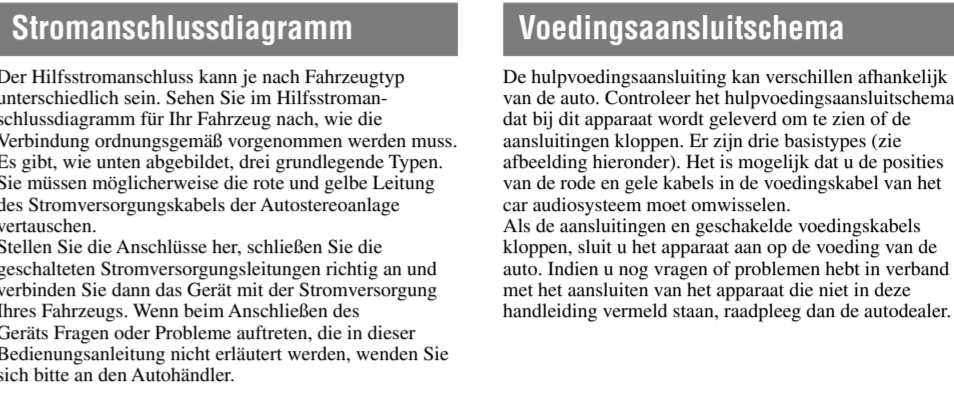 Stromanschlussdiagramm
Der Hilfsstromanschluss kann je nach Fahrzeugtyp
unterschiedlich sein. Sehen Sie im Hilfsstroman-
schlussdiagramm für Ihr Fahrzeug nach, wie die
Verbindung ordnungsgemäß vorgenommen werden muss.
Es gibt, wie unten abgebildet, drei grundlegende Typen.
Sie müssen möglicherweise die rote und gelbe Leitung
des Stromversorgungskabels der Autostereoanlage
vertauschen.
Stellen Sie die Anschlüsse her, schließen Sie die
geschalteten Stromversorgungsleitungen richtig an und
verbinden Sie dann das Gerät mit der Stromversorgung
Ihres Fahrzeugs. Wenn beim Anschließen des
Geräts Fragen oder Probleme auftreten, die in dieser
Bedienungsanleitung nicht erläutert werden, wenden Sie
sich bitte an den Autohändler.
Voedingsaansluitschema
De hulpvoedingsaansluiting kan verschillen afhankelijk
van de auto. Controleer het hulpvoedingsaansluitschema
dat bij dit apparaat wordt geleverd om te zien of de
aansluitingen kloppen. Er zijn drie basistypes (zie
afbeelding hieronder). Het is mogelijk dat u de posities
van de rode en gele kabels in de voedingskabel van het
car audiosysteem moet omwisselen.
Als de aansluitingen en geschakelde voedingskabels
kloppen, sluit u het apparaat aan op de voeding van de
auto. Indien u nog vragen of problemen hebt in verband
met het aansluiten van het apparaat die niet in deze
handleiding vermeld staan, raadpleeg dan de autodealer.